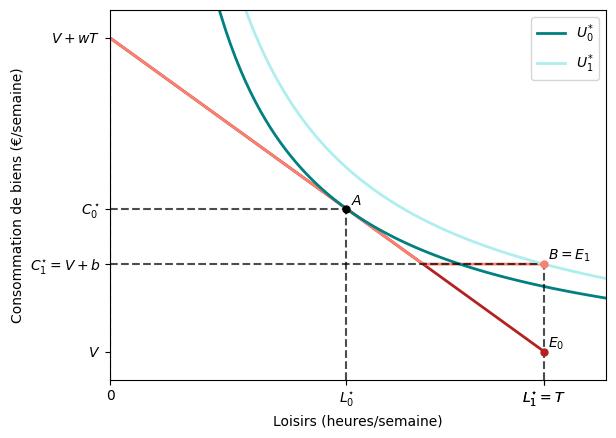 V + wT
U₀*
U₁*
A
C₀*
B = E₁
C₁* = V + b
E₀
V
0
L₀*
L₁* = T
Loisirs (heures/semaine)
Consommation de biens (€/semaine)